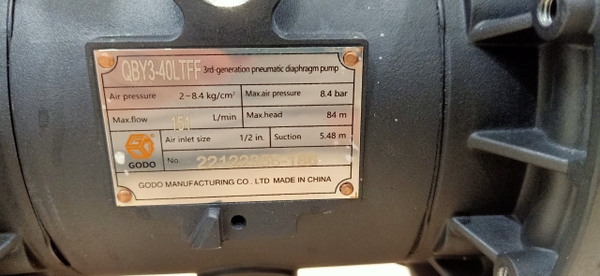 QBY3-40LTFF 3rd-generation pneumatic diaphragm pump
Air pressure 2~8.4 kg/cm² Max.air pressure 8.4 bar
Max.flow 151 L/min Max.head 84 m
GODO Air inlet size 1/2 in. Suction 5.48 m
No.
GODO MANUFACTURING CO., LTD MADE IN CHINA